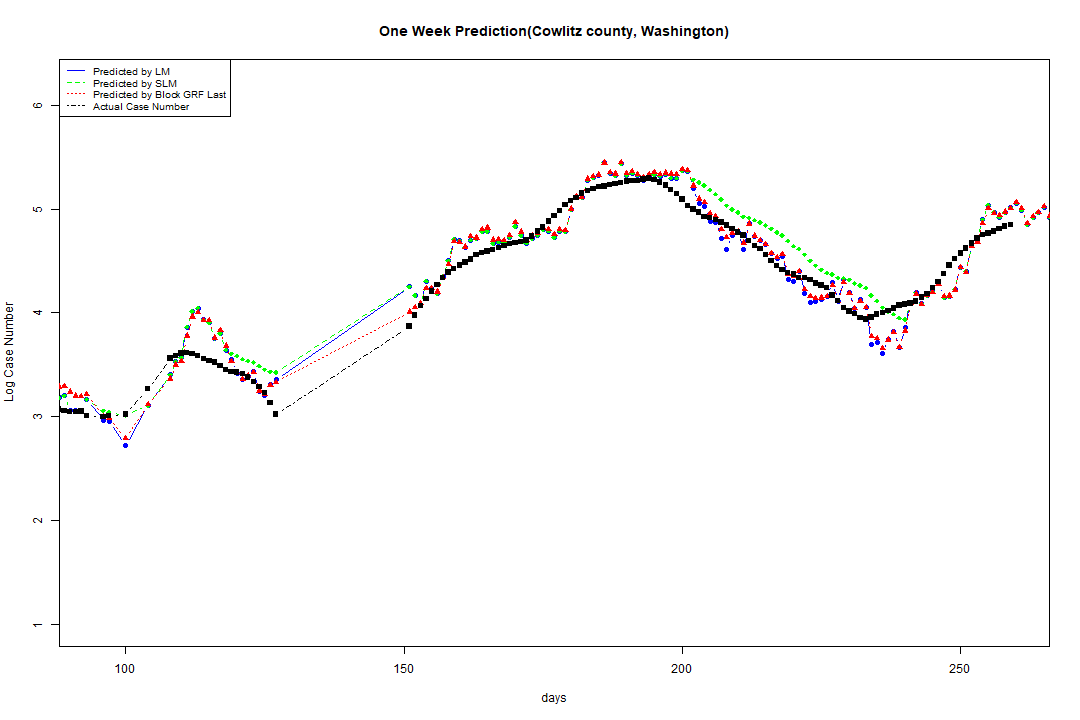 One Week Prediction(Cowlitz county, Washington)
Predicted by LM
Predicted by SLM
Predicted by Block GRF Last
Actual Case Number
6
5
4
3
2
1
Log Case Number
100 150 200 250
days